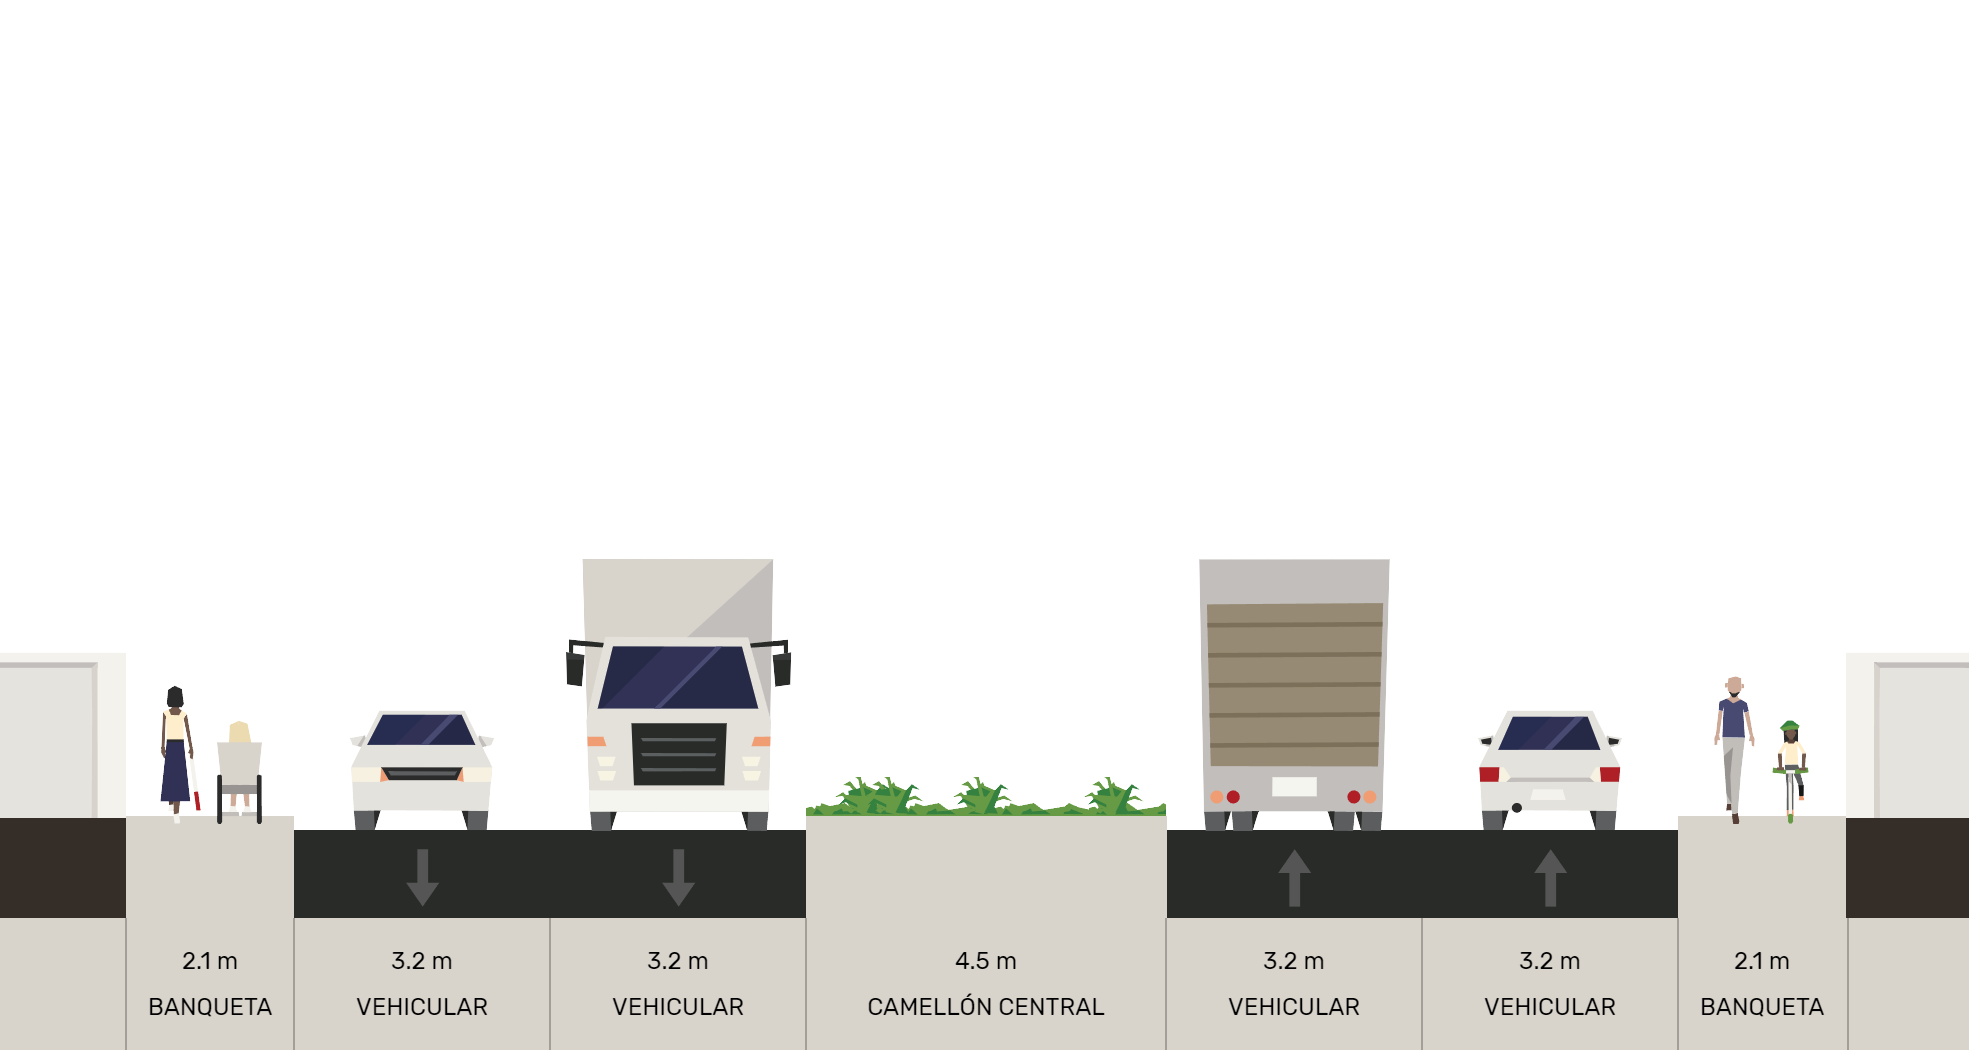 2.1 m
BANQUETA
3.2 m
VEHICULAR
3.2 m
VEHICULAR
4.5 m
CAMELLÓN CENTRAL
3.2 m
VEHICULAR
3.2 m
VEHICULAR
2.1 m
BANQUETA